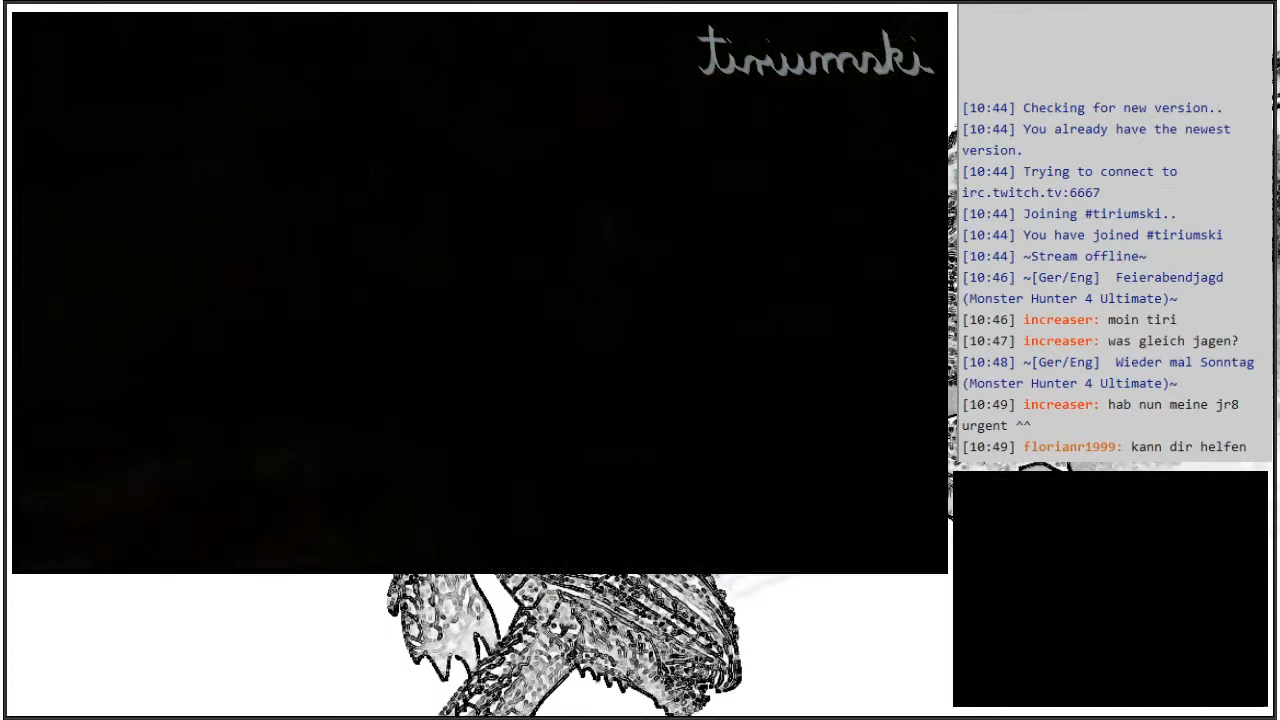 tiriumski
[10:44] Checking for new version..
[10:44] You already have the newest
version.
[10:44] Trying to connect to
irc.twitch.tv:6667
[10:44] Joining #tiriumski..
[10:44] You have joined #tiriumski
[10:44] ~Stream offline~
[10:46] ~[Ger/Eng] Feierabendjagd
(Monster Hunter 4 Ultimate)~
[10:46] increaser: moin tiri
[10:47] increaser: was gleich jagen?
[10:48] ~[Ger/Eng] Wieder mal Sonntag
(Monster Hunter 4 Ultimate)~
[10:49] increaser: hab nun meine jr8
urgent ^^
[10:49] florianr1999: kann dir helfen